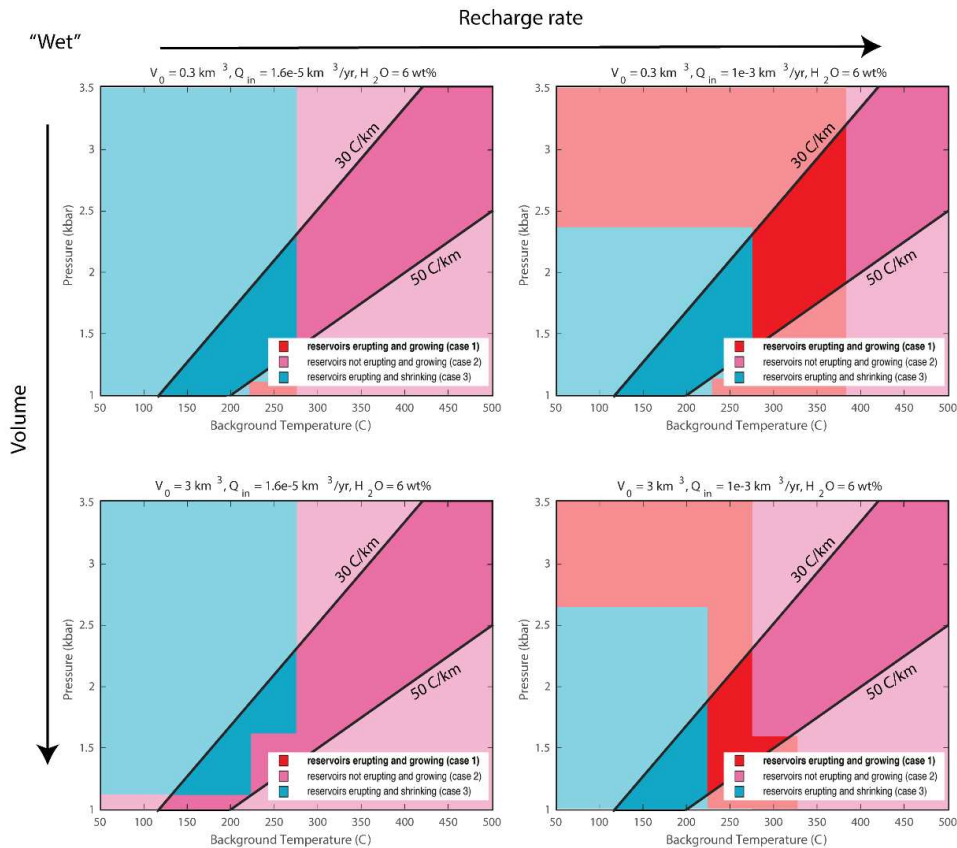 Recharge rate
"Wet"
V0 = 0.3 km 3, Qin = 1.6e-5 km 3/yr, H2O = 6 wt%
3.5
3
2.5
2
1.5
1
Pressure (kbar)
30 C/km
50 C/km
reservoirs erupting and growing (case 1)
reservoirs not erupting and growing (case 2)
reservoirs erupting and shrinking (case 3)
50 100 150 200 250 300 350 400 450 500
Background Temperature (C)
V0 = 0.3 km 3, Qin = 1e-3 km 3/yr, H2O = 6 wt%
3.5
3
2.5
2
1.5
1
Pressure (kbar)
30 C/km
50 C/km
reservoirs erupting and growing (case 1)
reservoirs not erupting and growing (case 2)
reservoirs erupting and shrinking (case 3)
50 100 150 200 250 300 350 400 450 500
Background Temperature (C)
Volume
V0 = 3 km 3, Qin = 1.6e-5 km 3/yr, H2O = 6 wt%
3.5
3
2.5
2
1.5
1
Pressure (kbar)
30 C/km
50 C/km
reservoirs erupting and growing (case 1)
reservoirs not erupting and growing (case 2)
reservoirs erupting and shrinking (case 3)
50 100 150 200 250 300 350 400 450 500
Background Temperature (C)
V0 = 3 km 3, Qin = 1e-3 km 3/yr, H2O = 6 wt%
3.5
3
2.5
2
1.5
1
Pressure (kbar)
30 C/km
50 C/km
reservoirs erupting and growing (case 1)
reservoirs not erupting and growing (case 2)
reservoirs erupting and shrinking (case 3)
50 100 150 200 250 300 350 400 450 500
Background Temperature (C)